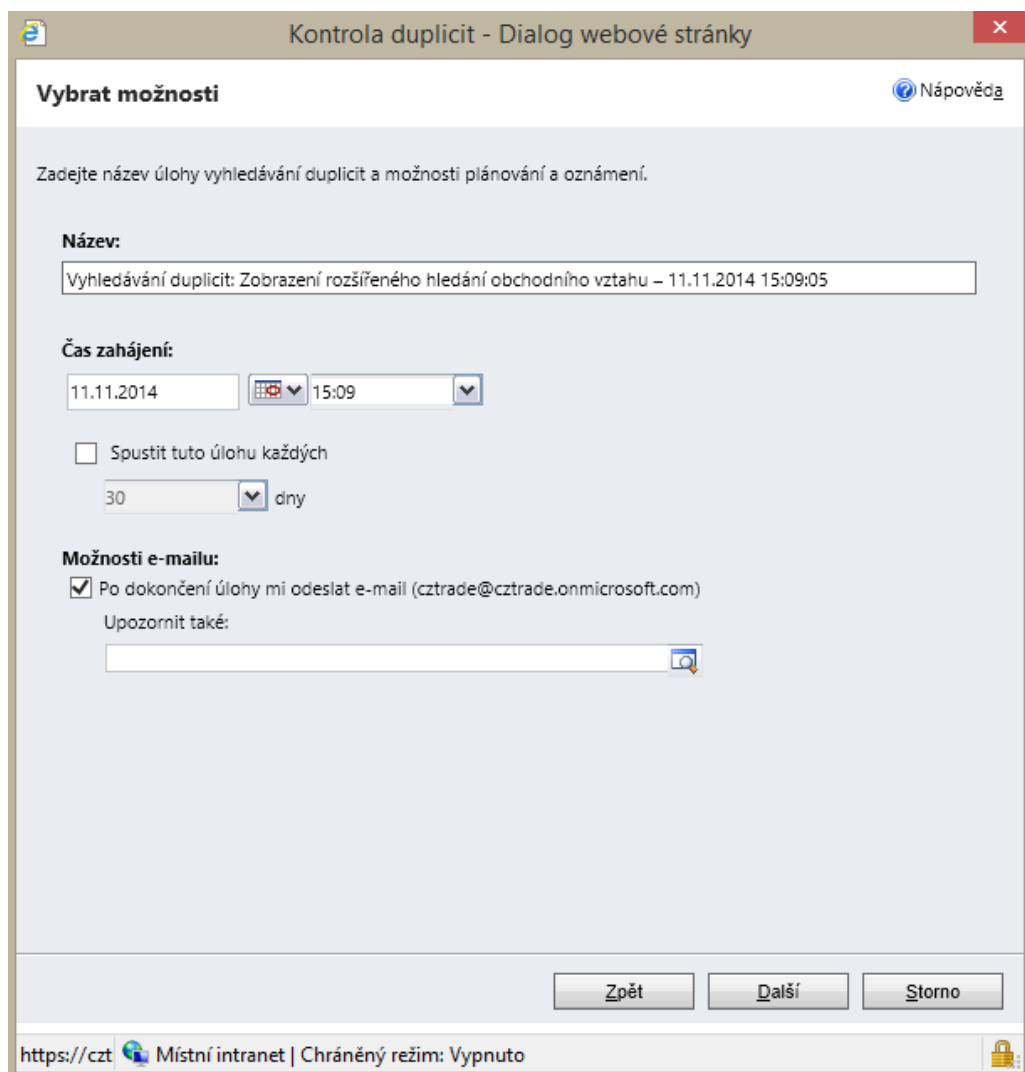 Kontrola duplicit - Dialog webové stránky
Vybrat možnosti
Nápověda
Zadejte název úlohy vyhledávání duplicit a možnosti plánování a oznámení.
Název:
Vyhledávání duplicit: Zobrazení rozšířeného hledání obchodního vztahu – 11.11.2014 15:09:05
Čas zahájení:
11.11.2014 15:09
Spustit tuto úlohu každých
30 dny
Možnosti e-mailu:
Po dokončení úlohy mi odeslat e-mail (cztrade@cztrade.onmicrosoft.com)
Upozornit také:
Zpět Další Storno
https://czt Místní intranet | Chráněný režim: Vypnuto